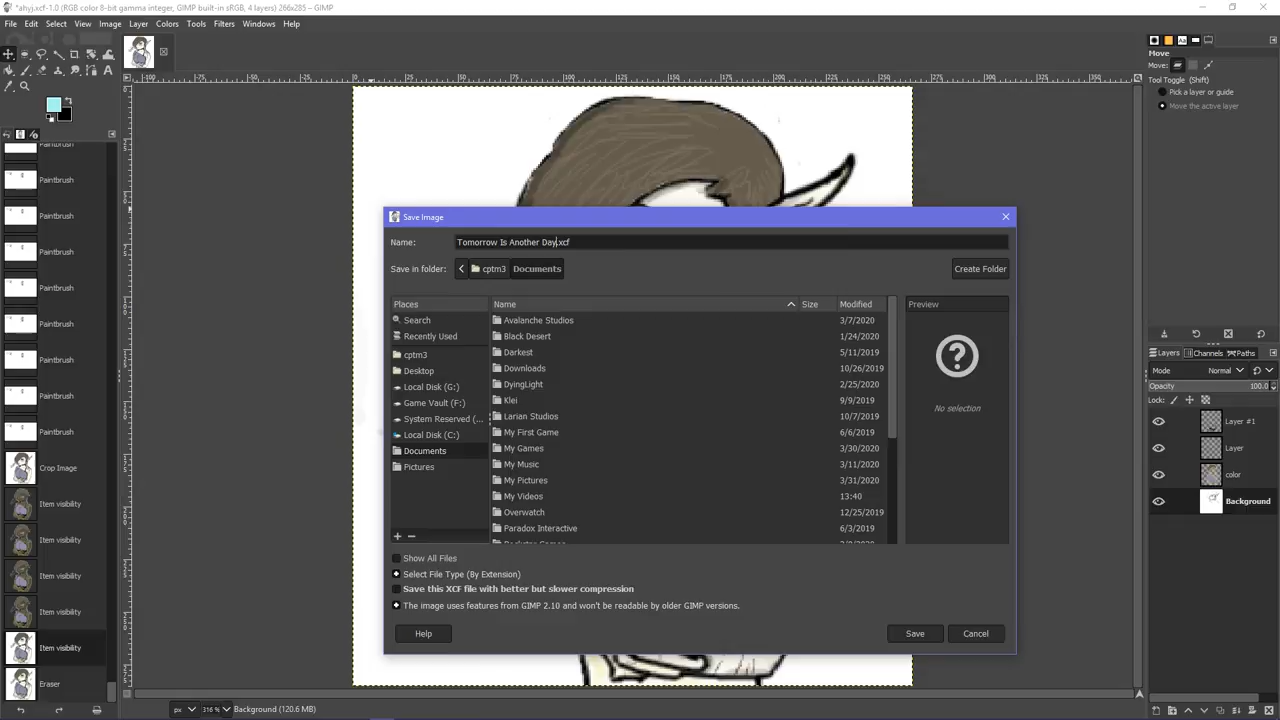 *ahyj.xcf-1.0 (RGB color 8-bit gamma integer, GIMP built-in sRGB, 4 layers) 266x285 – GIMP
File Edit Select View Image Layer Colors Tools Filters Windows Help
Move
Move:
Tool Toggle (Shift)
Pick a layer or guide
Move the active layer
Paintbrush
Paintbrush
Paintbrush
Paintbrush
Paintbrush
Paintbrush
Paintbrush
Paintbrush
Paintbrush
Crop Image
Item visibility
Item visibility
Item visibility
Item visibility
Item visibility
Eraser
Save Image
Name: Tomorrow Is Another Day.xcf
Save in folder: cptm3 Documents Create Folder
Places Name Size Modified Preview
Search
Recently Used
cptm3
Desktop
Local Disk (G:)
Game Vault (F:)
System Reserved (...
Local Disk (C:)
Documents
Pictures
Avalanche Studios 3/7/2020
Black Desert 1/24/2020
Darkest 5/11/2019
Downloads 10/26/2019
DyingLight 2/25/2020
Klei 9/9/2019
Larian Studios 10/7/2019
My First Game 6/6/2019
My Games 3/30/2020
My Music 3/11/2020
My Pictures 3/31/2020
My Videos 13:40
Overwatch 12/25/2019
Paradox Interactive 6/3/2019
No selection
Show All Files
Select File Type (By Extension)
Save this XCF file with better but slower compression
The image uses features from GIMP 2.10 and won't be readable by older GIMP versions.
Help Save Cancel
Layers Channels Paths
Mode Normal
Opacity 100.0
Lock:
Layer #1
Layer
color
Background
px 316 % Background (120.6 MB)